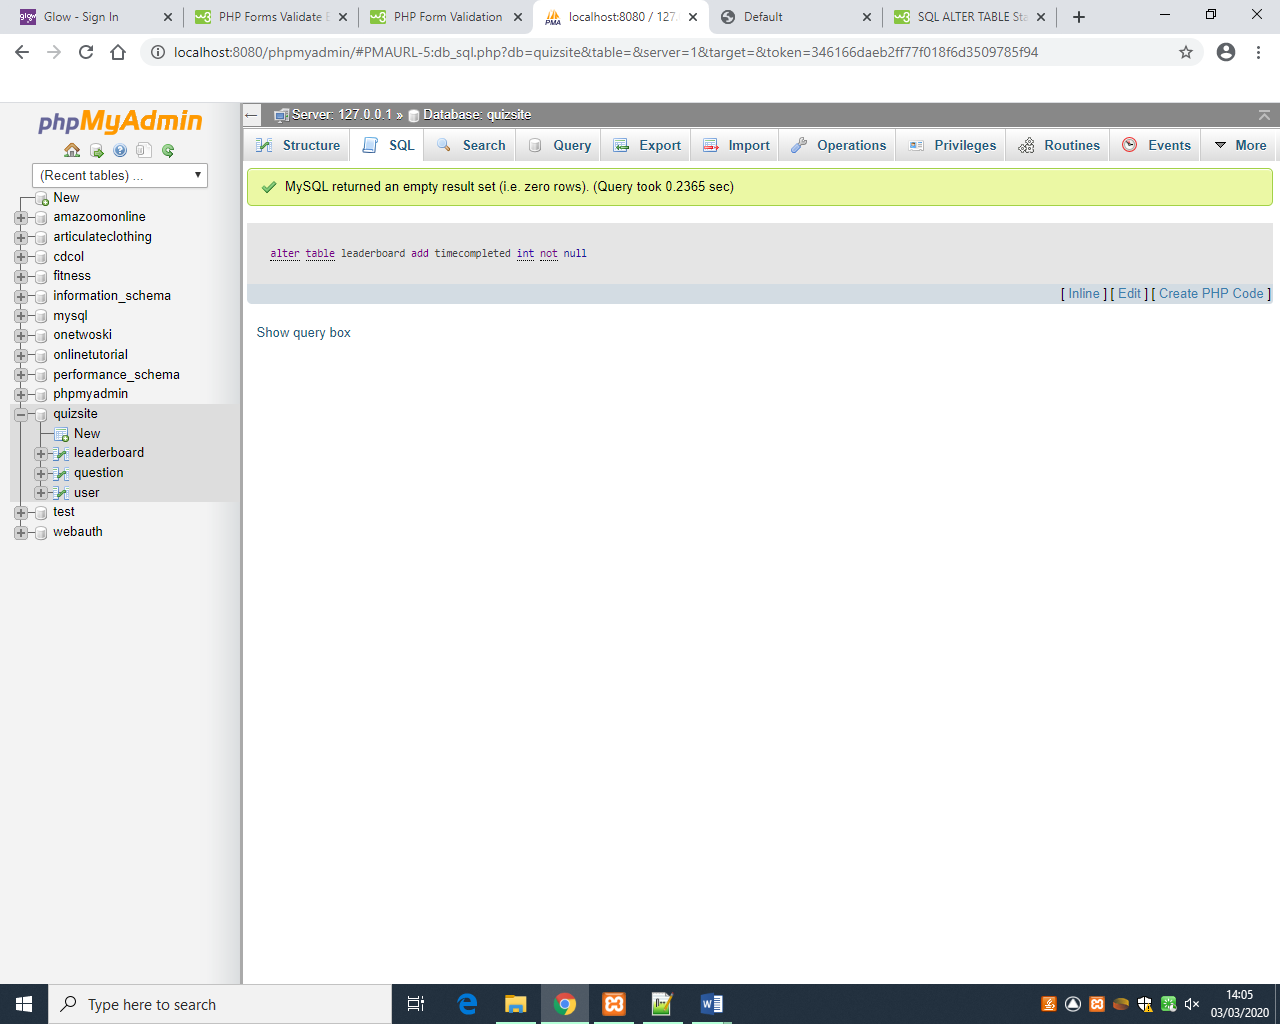 Glow - Sign In
PHP Forms Validate E
PHP Form Validation
localhost:8080 / 127.
Default
SQL ALTER TABLE Sta
localhost:8080/phpmyadmin/#PMAURL-5:db_sql.php?db=quizsite&table=&server=1&target=&token=346166daeb2ff77f018f6d3509785f94
phpMyAdmin
(Recent tables) ...
New
amazoomonline
articulateclothing
cdcol
fitness
information_schema
mysql
onetwoski
onlinetutorial
performance_schema
phpmyadmin
quizsite
New
leaderboard
question
user
test
webauth
Server: 127.0.0.1 » Database: quizsite
Structure
SQL
Search
Query
Export
Import
Operations
Privileges
Routines
Events
More
MySQL returned an empty result set (i.e. zero rows). (Query took 0.2365 sec)
alter table leaderboard add timecompleted int not null
[ Inline ] [ Edit ] [ Create PHP Code ]
Show query box
Type here to search
14:05
03/03/2020